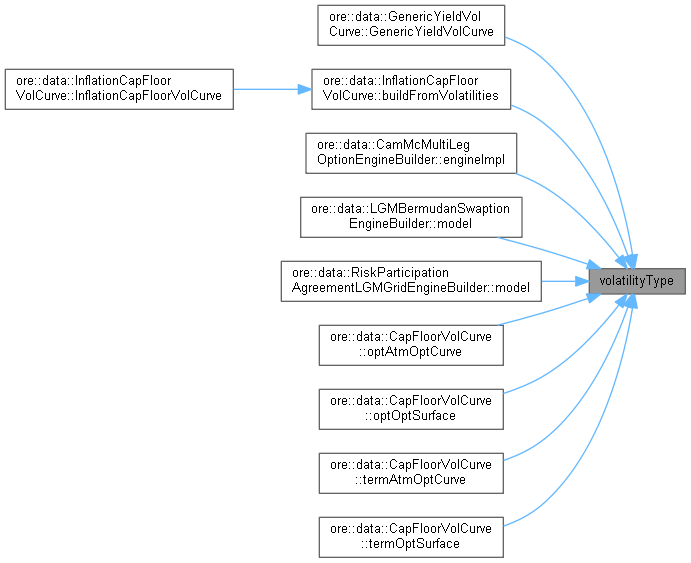 ore::data::GenericYieldVol
Curve::GenericYieldVolCurve
ore::data::InflationCapFloor
VolCurve::InflationCapFloorVolCurve
ore::data::InflationCapFloor
VolCurve::buildFromVolatilities
ore::data::CamMcMultiLeg
OptionEngineBuilder::engineImpl
ore::data::LGMBermudanSwaption
EngineBuilder::model
ore::data::RiskParticipation
AgreementLGMGridEngineBuilder::model
volatilityType
ore::data::CapFloorVolCurve
::optAtmOptCurve
ore::data::CapFloorVolCurve
::optOptSurface
ore::data::CapFloorVolCurve
::termAtmOptCurve
ore::data::CapFloorVolCurve
::termOptSurface